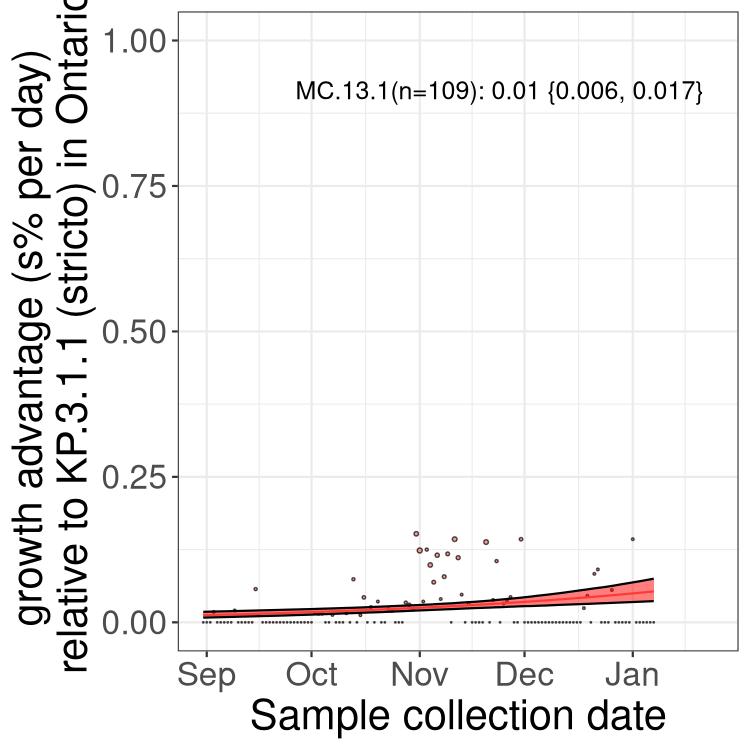 growth advantage (s% per day)
relative to KP.3.1.1 (stricto) in Ontario
1.00
0.75
0.50
0.25
0.00
MC.13.1(n=109): 0.01 {0.006, 0.017}
Sep Oct Nov Dec Jan
Sample collection date